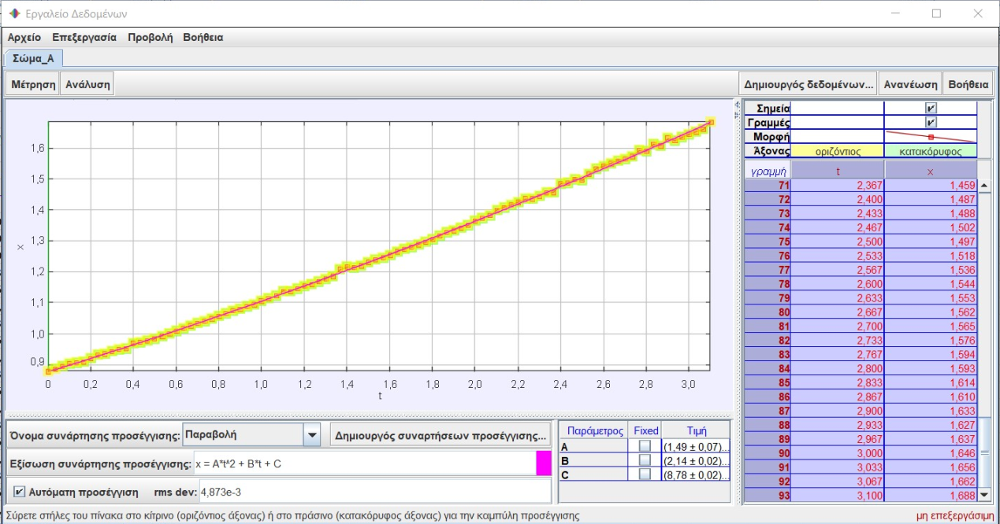 Εργαλείο Δεδομένων
Αρχείο Επεξεργασία Προβολή Βοήθεια
Σώμα_Α
Μέτρηση Ανάλυση Δημιουργός δεδομένων... Ανανέωση Βοήθεια
Σημεία
Γραμμές
Μορφή
Άξονας οριζόντιος κατακόρυφος
γραμμή t x
71 2,367 1,459
72 2,400 1,487
73 2,433 1,488
74 2,467 1,502
75 2,500 1,497
76 2,533 1,518
77 2,567 1,536
78 2,600 1,544
79 2,633 1,553
80 2,667 1,562
81 2,700 1,565
82 2,733 1,576
83 2,767 1,594
84 2,800 1,593
85 2,833 1,614
86 2,867 1,610
87 2,900 1,633
88 2,933 1,627
89 2,967 1,637
90 3,000 1,646
91 3,033 1,656
92 3,067 1,662
93 3,100 1,688
1,6
1,5
1,4
1,3
1,2
1,1
1,0
0,9
x
0 0,2 0,4 0,6 0,8 1,0 1,2 1,4 1,6 1,8 2,0 2,2 2,4 2,6 2,8 3,0
t
Όνομα συνάρτησης προσέγγισης: Παραβολή Δημιουργός συναρτήσεων προσέγγισης...
Εξίσωση συνάρτησης προσέγγισης: x = A*t^2 + B*t + C
Αυτόματη προσέγγιση rms dev: 4,873e-3
Παράμετρος Fixed Τιμή
A (1,49 ± 0,07)...
B (2,14 ± 0,02)...
C (8,78 ± 0,02)...
Σύρετε στήλες του πίνακα στο κίτρινο (οριζόντιος άξονας) ή στο πράσινο (κατακόρυφος άξονας) για την καμπύλη προσέγγισης μη επεξεργάσιμη